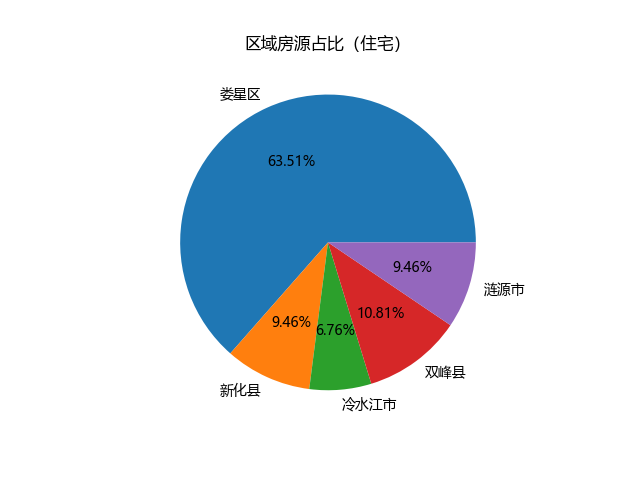 区域房源占比（住宅）
娄星区
63.51%
9.46%
涟源市
10.81%
9.46%
6.76%
双峰县
新化县
冷水江市